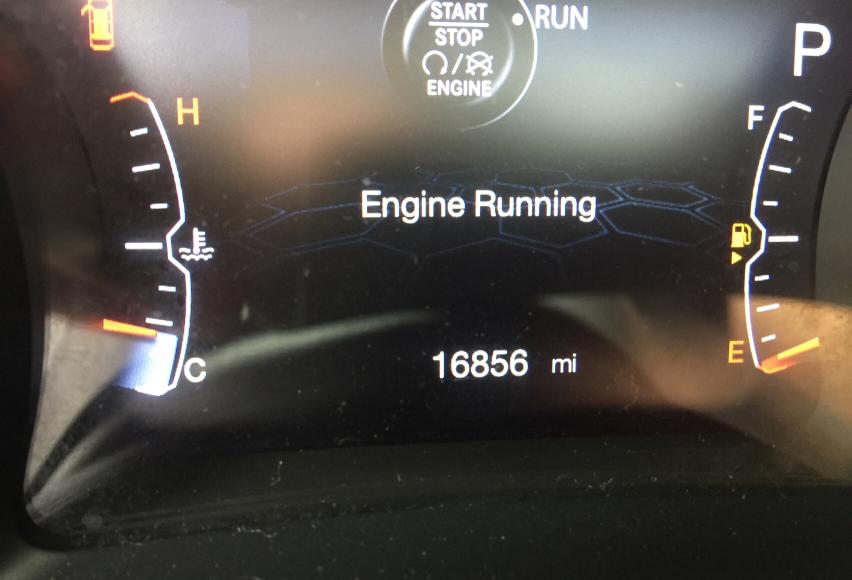 START
STOP
ENGINE
RUN
P
H
F
Engine Running
E
C
16856 mi